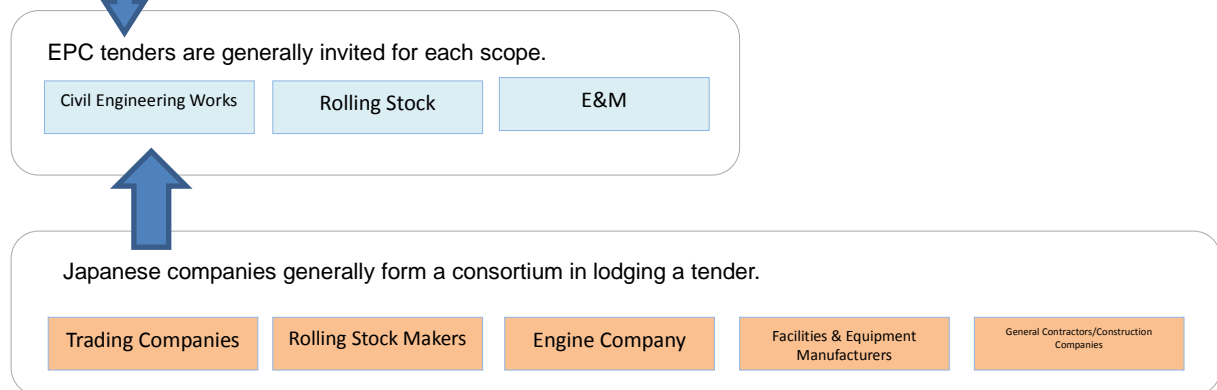 EPC tenders are generally invited for each scope.
Civil Engineering Works
Rolling Stock
E&M
Japanese companies generally form a consortium in lodging a tender.
Trading Companies
Rolling Stock Makers
Engine Company
Facilities & Equipment
Manufacturers
General Contractors/Construction
Companies